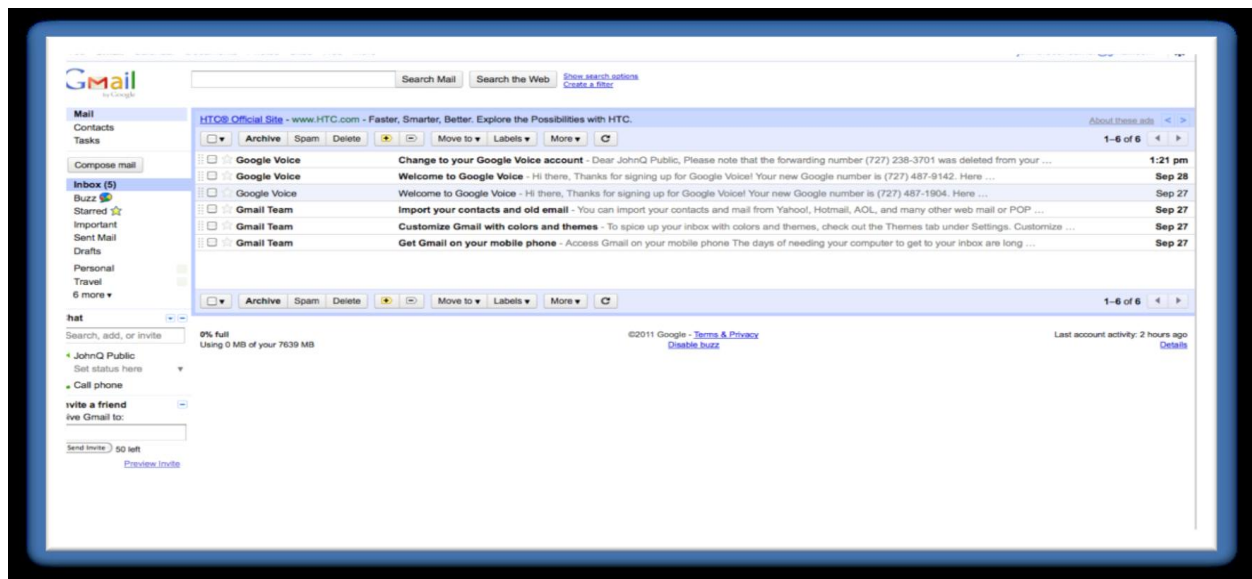 Gmail
by Google
Search Mail Search the Web Show search options
Create a filter
Mail
Contacts
Tasks
Compose mail
Inbox (5)
Buzz
Starred
Important
Sent Mail
Drafts
Personal
Travel
6 more ▾
HTC® Official Site - www.HTC.com - Faster, Smarter, Better. Explore the Possibilities with HTC. About these ads < >
Archive Spam Delete Move to ▾ Labels ▾ More ▾ 1–6 of 6
Google Voice Change to your Google Voice account - Dear JohnQ Public, Please note that the forwarding number (727) 238-3701 was deleted from your ... 1:21 pm
Google Voice Welcome to Google Voice - Hi there, Thanks for signing up for Google Voice! Your new Google number is (727) 487-9142. Here ... Sep 28
Google Voice Welcome to Google Voice - Hi there, Thanks for signing up for Google Voice! Your new Google number is (727) 487-1904. Here ... Sep 27
Gmail Team Import your contacts and old email - You can import your contacts and mail from Yahoo!, Hotmail, AOL, and many other web mail or POP ... Sep 27
Gmail Team Customize Gmail with colors and themes - To spice up your inbox with colors and themes, check out the Themes tab under Settings. Customize ... Sep 27
Gmail Team Get Gmail on your mobile phone - Access Gmail on your mobile phone The days of needing your computer to get to your inbox are long ... Sep 27
Archive Spam Delete Move to ▾ Labels ▾ More ▾ 1–6 of 6
hat
Search, add, or invite
JohnQ Public
Set status here
Call phone
nvite a friend
ive Gmail to:
Send Invite 50 left
Preview Invite
0% full
Using 0 MB of your 7639 MB
©2011 Google - Terms & Privacy
Disable buzz
Last account activity: 2 hours ago
Details